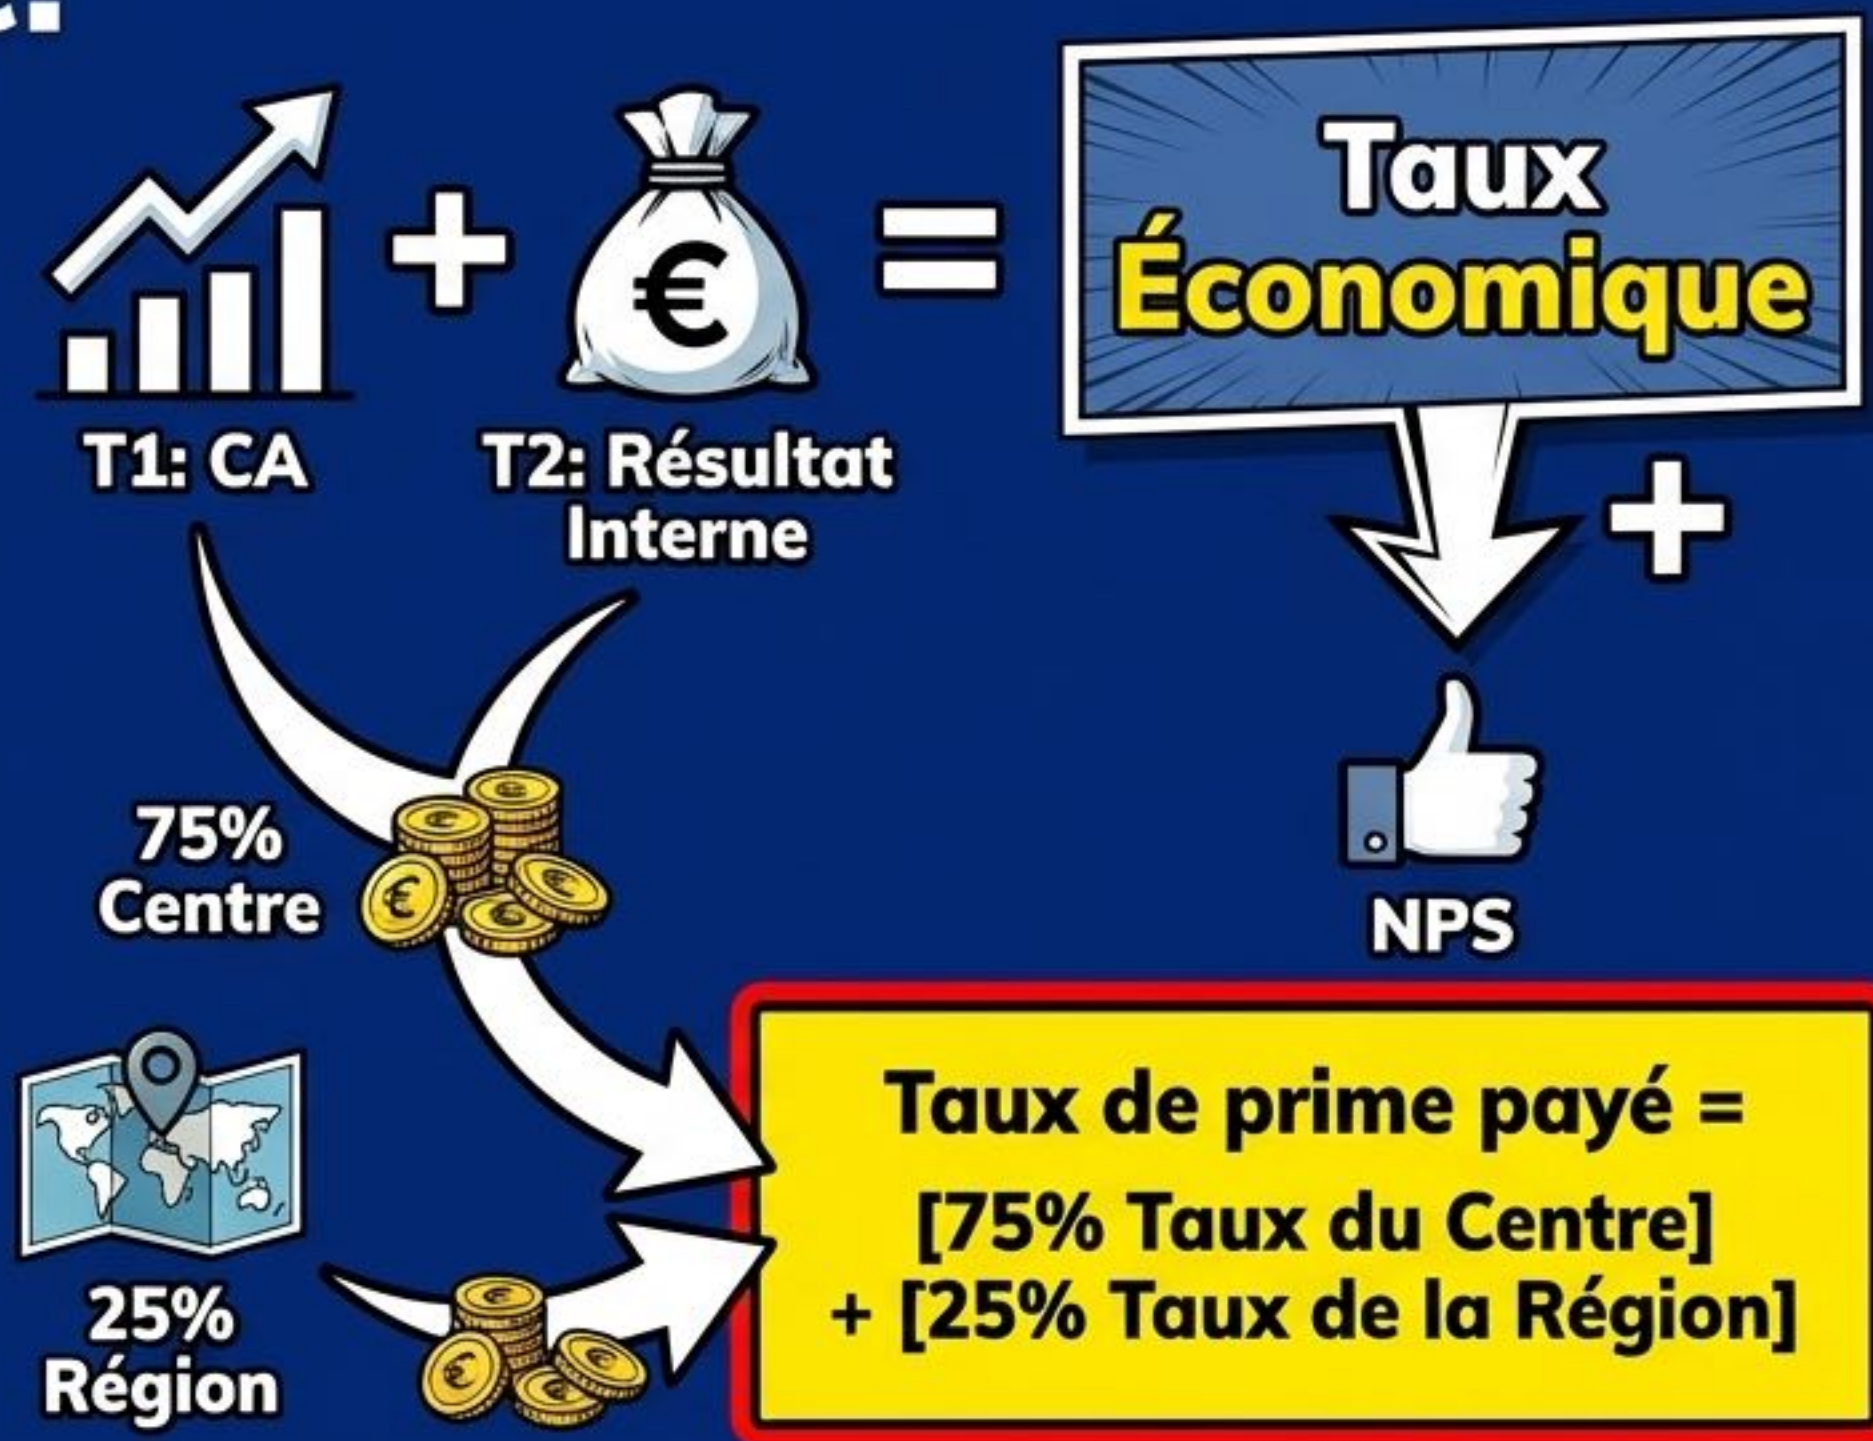 Taux
Économique
T1: CA
T2: Résultat
Interne
75%
Centre
NPS
25%
Région
Taux de prime payé =
[75% Taux du Centre]
+ [25% Taux de la Région]